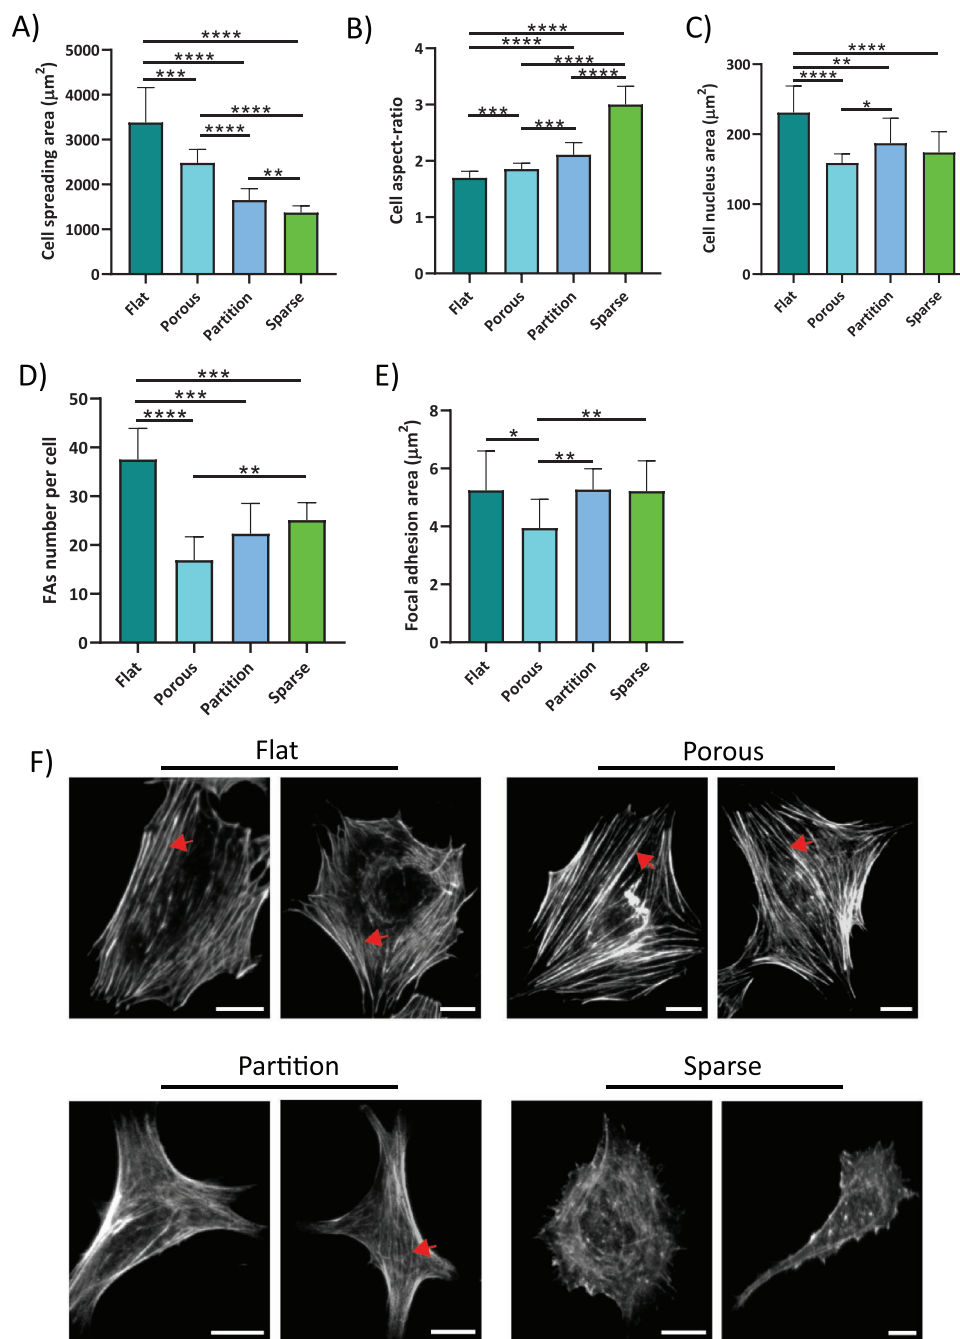 A)
Cell spreading area (μm²)
5000
4000
3000
2000
1000
0
****
****
***
****
****
**
Flat
Porous
Partition
Sparse
B)
Cell aspect-ratio
4
3
2
1
0
****
****
****
****
***
***
Flat
Porous
Partition
Sparse
C)
Cell nucleus area (μm²)
300
200
100
0
****
**
****
*
Flat
Porous
Partition
Sparse
D)
FAs number per cell
50
40
30
20
10
0
***
***
****
**
Flat
Porous
Partition
Sparse
E)
Focal adhesion area (μm²)
8
6
4
2
0
**
*
**
Flat
Porous
Partition
Sparse
F)
Flat
Porous
Partition
Sparse